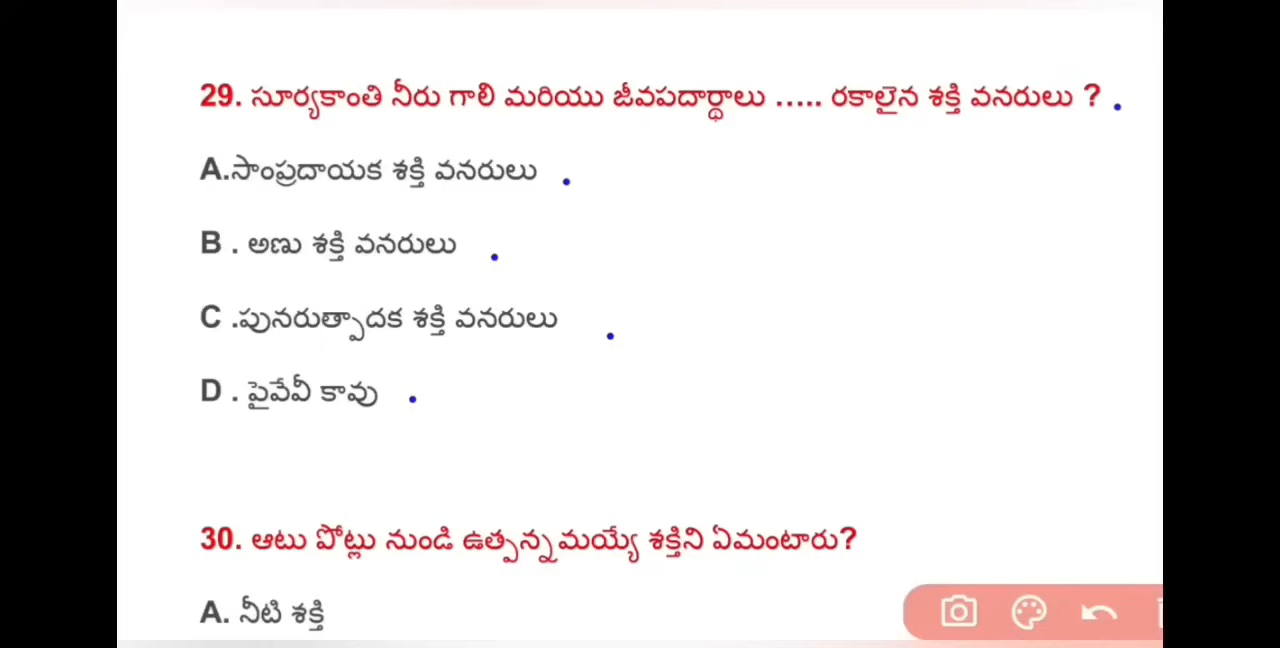 29. సూర్యకాంతి నీరు గాలి మరియు జీవపదార్థాలు ..... రకాలైన శక్తి వనరులు ?
A.సాంప్రదాయక శక్తి వనరులు
B . అణు శక్తి వనరులు
C .పునరుత్పాదక శక్తి వనరులు
D . పైవేవీ కావు
30. ఆటు పోట్లు నుండి ఉత్పన్నమయ్యే శక్తిని ఏమంటారు?
A. నీటి శక్తి